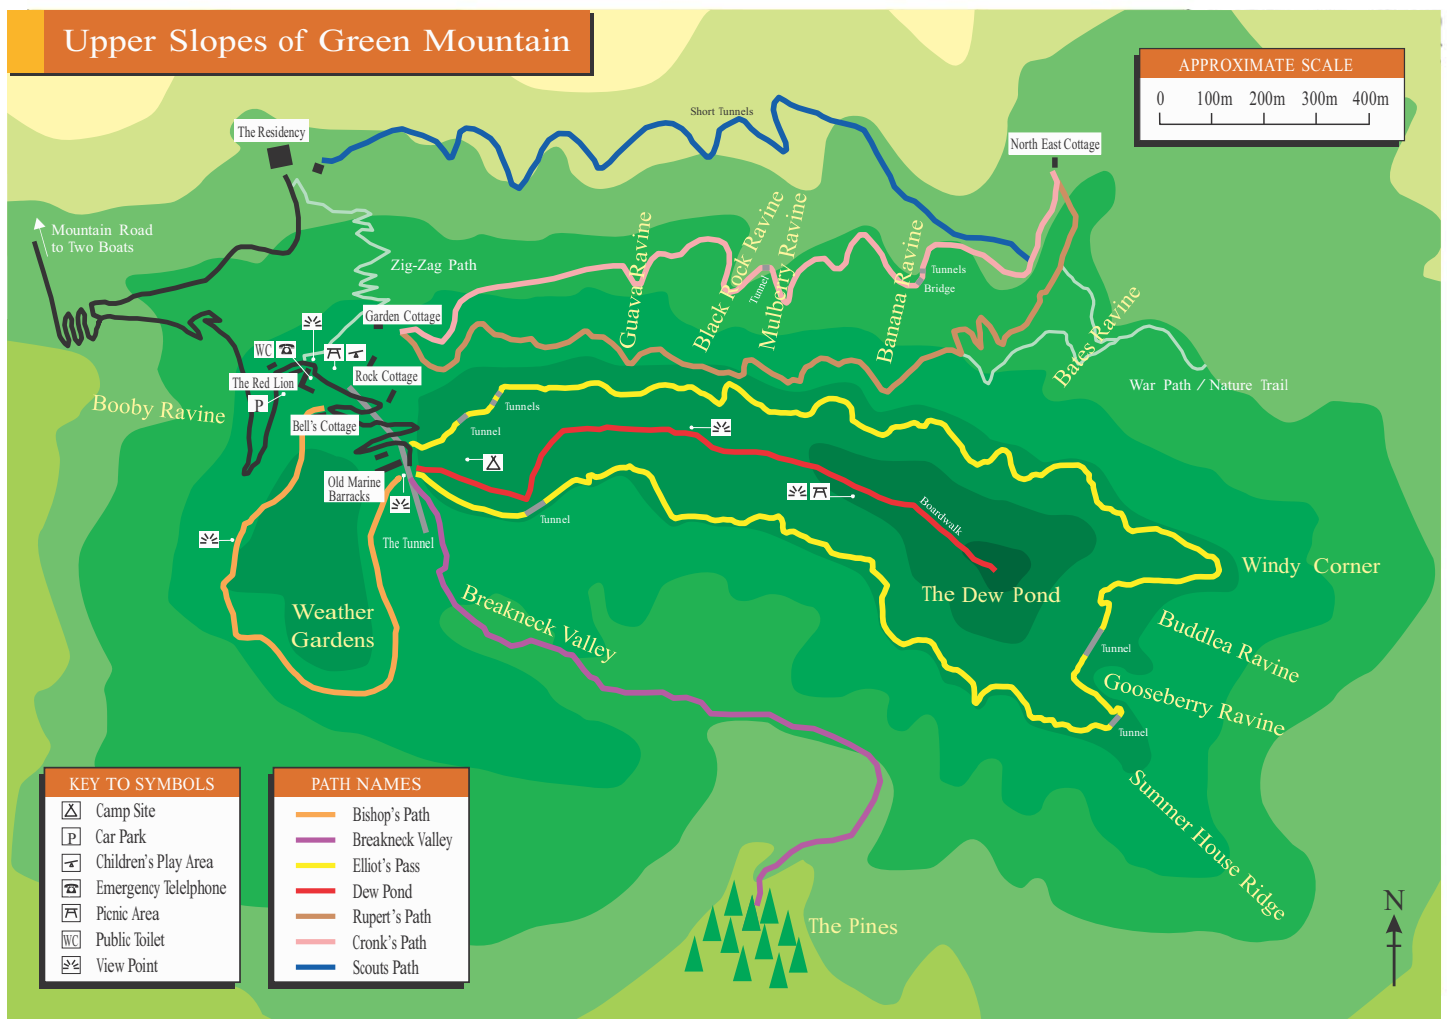 Upper Slopes of Green Mountain
APPROXIMATE SCALE
0 100m 200m 300m 400m
Short Tunnels
The Residency
North East Cottage
Mountain Road
to Two Boats
Zig-Zag Path
Guava Ravine
Black Rock Ravine
Mulberry Ravine
Tunnel
Banana Ravine
Tunnels
Bridge
Bates Ravine
War Path / Nature Trail
Garden Cottage
WC
The Red Lion
P
Rock Cottage
Booby Ravine
Bell's Cottage
Tunnels
Tunnel
Old Marine
Barracks
Tunnel
The Tunnel
Boardwalk
The Dew Pond
Windy Corner
Weather
Gardens
Breakneck Valley
Buddlea Ravine
Tunnel
Gooseberry Ravine
Tunnel
Summer House Ridge
The Pines
N
KEY TO SYMBOLS
Camp Site
P Car Park
Children's Play Area
Emergency Telelphone
Picnic Area
WC Public Toilet
View Point
PATH NAMES
Bishop's Path
Breakneck Valley
Elliot's Pass
Dew Pond
Rupert's Path
Cronk's Path
Scouts Path